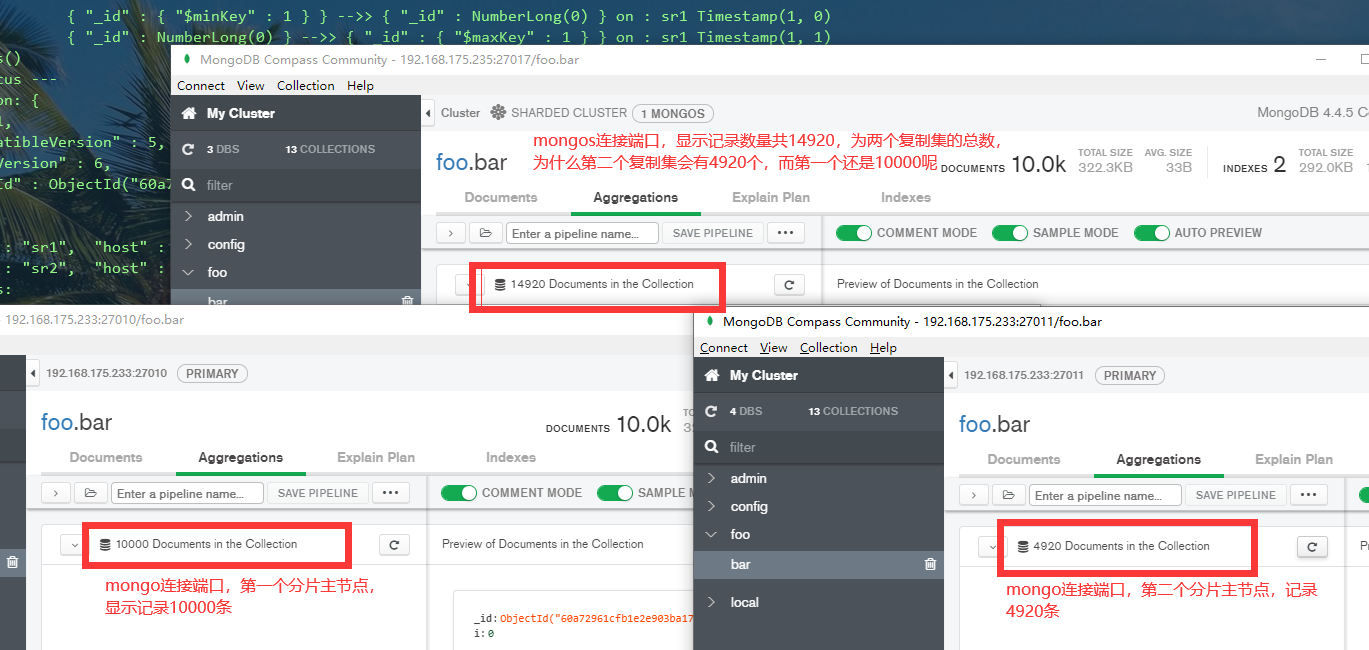 { "_id" : { "$minKey" : 1 } } -->> { "_id" : NumberLong(0) } on : sr1 Timestamp(1, 0)
{ "_id" : NumberLong(0) } -->> { "_id" : { "$maxKey" : 1 } } on : sr1 Timestamp(1, 1)
s()
tus ---
on: {
1,
atibleVersion" : 5,
Version" : 6,
Id" : ObjectId("60a7
: "sr1", "host" :
: "sr2", "host" :
s:
MongoDB Compass Community - 192.168.175.235:27017/foo.bar
Connect View Collection Help
My Cluster
3 DBS 13 COLLECTIONS
filter
admin
config
foo
bar
Cluster SHARDED CLUSTER 1 MONGOS
MongoDB 4.4.5 Co
mongos连接端口，显示记录数量共14920，为两个复制集的总数，
为什么第二个复制集会有4920个，而第一个还是10000呢
foo.bar
DOCUMENTS 10.0k
TOTAL SIZE
322.3KB
AVG. SIZE
33B
INDEXES 2
TOTAL SIZE
292.0KB
Documents Aggregations Explain Plan Indexes
Enter a pipeline name... SAVE PIPELINE
COMMENT MODE SAMPLE MODE AUTO PREVIEW
14920 Documents in the Collection
Preview of Documents in the Collection
- 192.168.175.233:27010/foo.bar
192.168.175.233:27010 PRIMARY
foo.bar
DOCUMENTS 10.0k
Documents Aggregations Explain Plan Indexes
Enter a pipeline name... SAVE PIPELINE
COMMENT MODE SAMPLE M
10000 Documents in the Collection
Preview of Documents in the Collection
mongo连接端口，第一个分片主节点，
显示记录10000条
_id:ObjectId("60a72961cfb1e2e903ba17
i:0
MongoDB Compass Community - 192.168.175.233:27011/foo.bar
Connect View Collection Help
My Cluster
4 DBS 13 COLLECTIONS
filter
admin
config
foo
bar
local
192.168.175.233:27011 PRIMARY
foo.bar
Documents Aggregations Explain Plan
Enter a pipeline name... SAVE PIPELINE
4920 Documents in the Collection
mongo连接端口，第二个分片主节点，记录
4920条